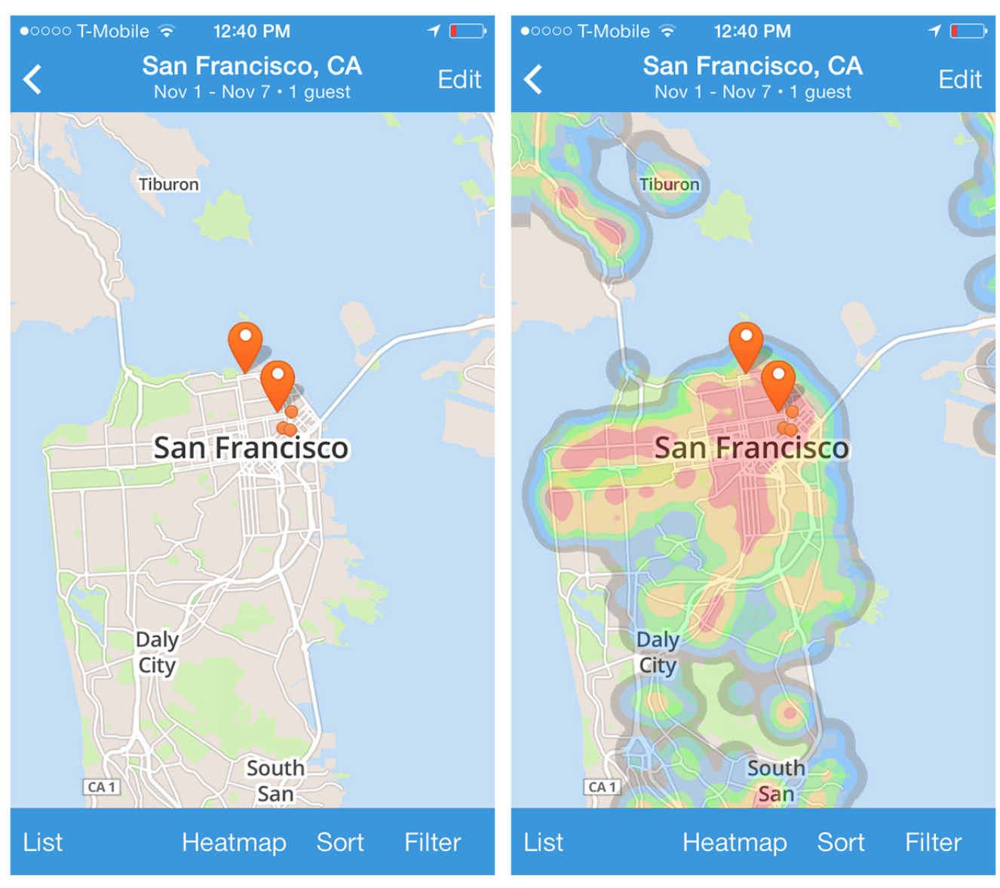 T-Mobile 12:40 PM
San Francisco, CA
Nov 1 - Nov 7 • 1 guest
Edit
Tiburon
San Francisco
Daly
City
South
San
CA 1
List Heatmap Sort Filter
T-Mobile 12:40 PM
San Francisco, CA
Nov 1 - Nov 7 • 1 guest
Edit
Tiburon
San Francisco
Daly
City
South
San
CA 1
List Heatmap Sort Filter